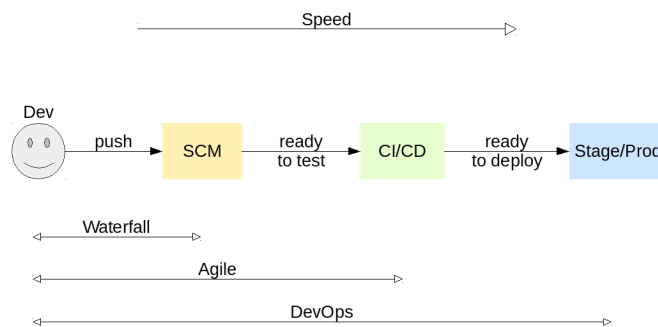 Speed
Dev
push
SCM
ready
to test
CI/CD
ready
to deploy
Stage/Prod
Waterfall
Agile
DevOps